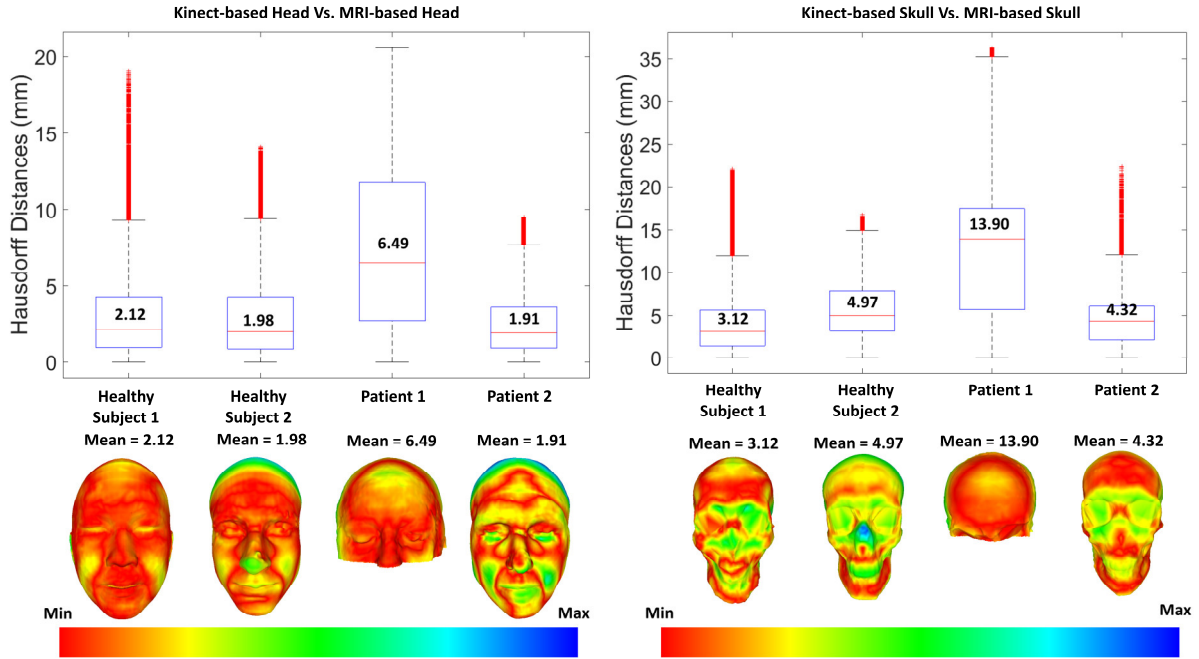 Kinect-based Head Vs. MRI-based Head
Hausdorff Distances (mm)
20
15
10
5
0
2.12
1.98
6.49
1.91
Healthy
Subject 1
Healthy
Subject 2
Patient 1
Patient 2
Mean = 2.12
Mean = 1.98
Mean = 6.49
Mean = 1.91
Min
Max
Kinect-based Skull Vs. MRI-based Skull
Hausdorff Distances (mm)
35
30
25
20
15
10
5
0
3.12
4.97
13.90
4.32
Healthy
Subject 1
Healthy
Subject 2
Patient 1
Patient 2
Mean = 3.12
Mean = 4.97
Mean = 13.90
Mean = 4.32
Min
Max